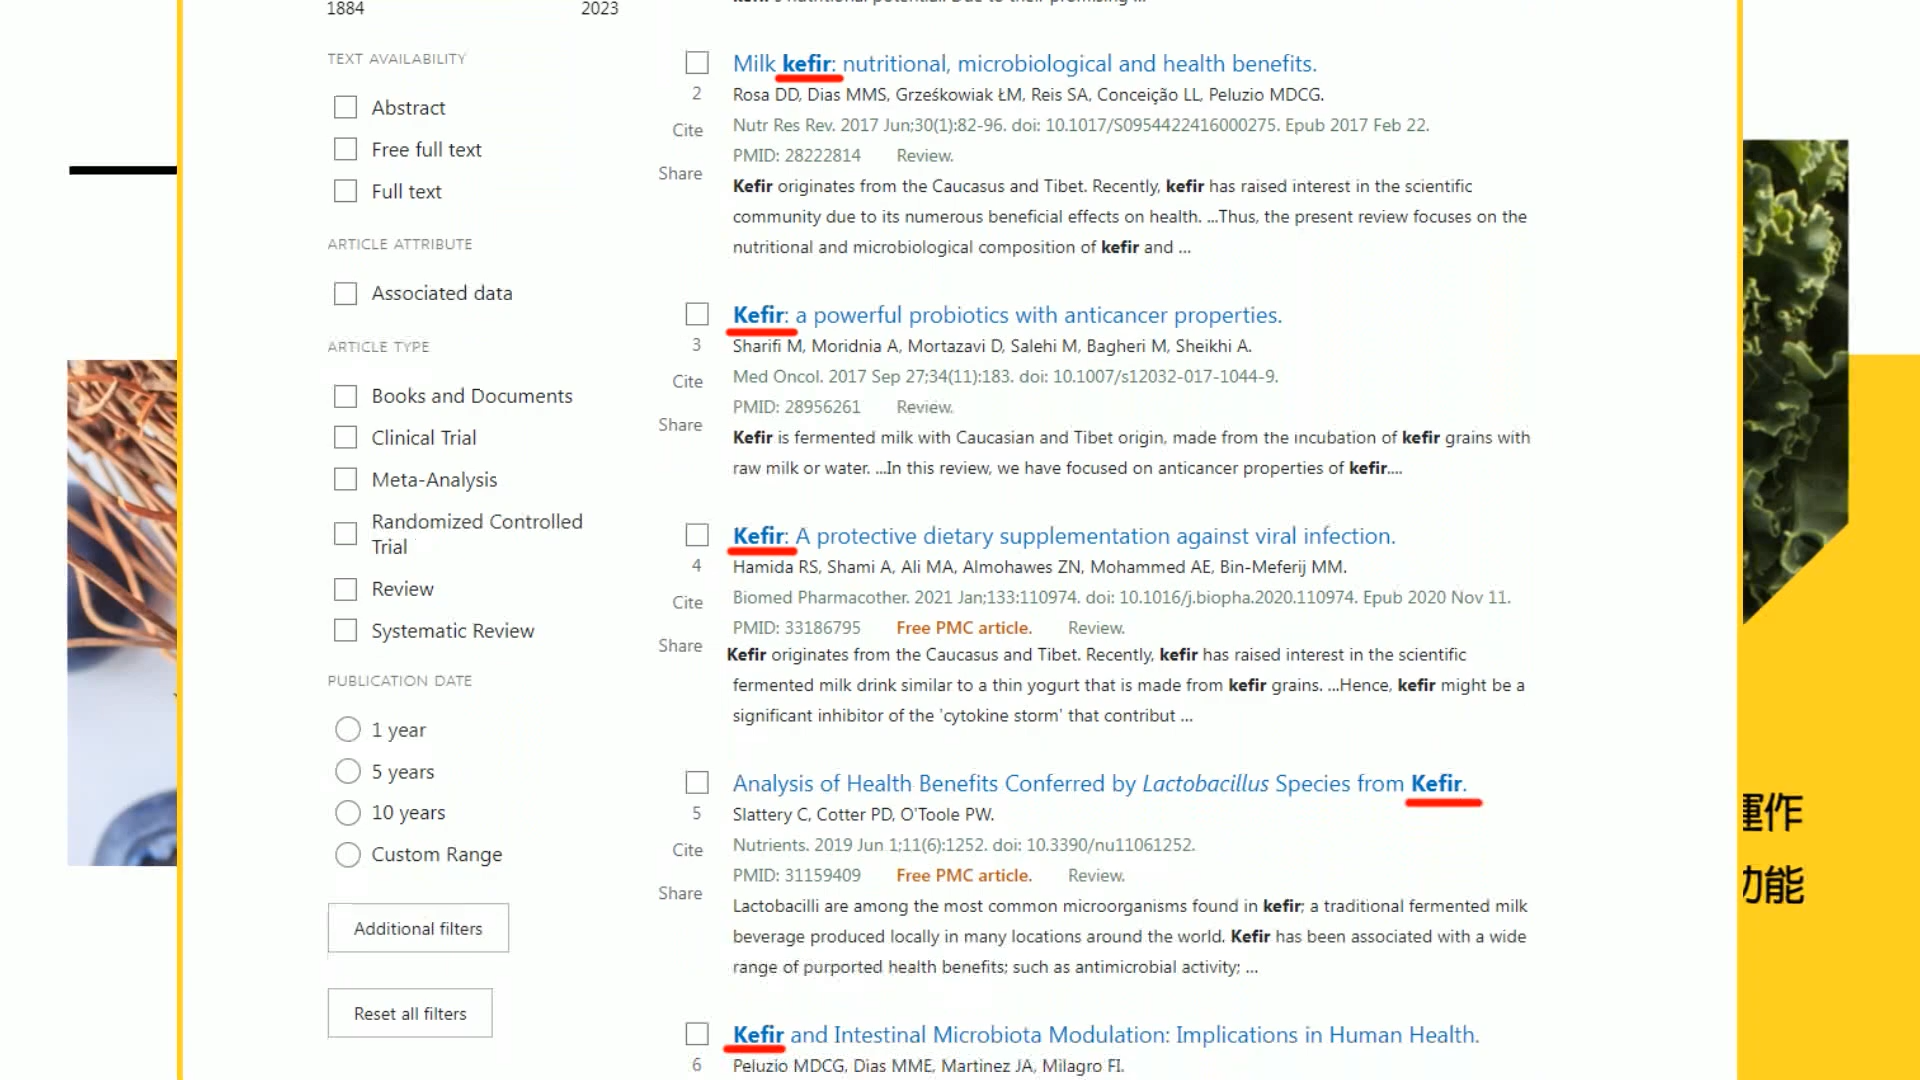 1884 2023
TEXT AVAILABILITY
Abstract
Free full text
Full text
ARTICLE ATTRIBUTE
Associated data
ARTICLE TYPE
Books and Documents
Clinical Trial
Meta-Analysis
Randomized Controlled
Trial
Review
Systematic Review
PUBLICATION DATE
1 year
5 years
10 years
Custom Range
Additional filters
Reset all filters
Milk kefir: nutritional, microbiological and health benefits.
2
Cite
Share
Rosa DD, Dias MMS, Grześkowiak ŁM, Reis SA, Conceição LL, Peluzio MDCG.
Nutr Res Rev. 2017 Jun;30(1):82-96. doi: 10.1017/S0954422416000275. Epub 2017 Feb 22.
PMID: 28222814 Review.
Kefir originates from the Caucasus and Tibet. Recently, kefir has raised interest in the scientific
community due to its numerous beneficial effects on health. ...Thus, the present review focuses on the
nutritional and microbiological composition of kefir and ...
Kefir: a powerful probiotics with anticancer properties.
3
Cite
Share
Sharifi M, Moridnia A, Mortazavi D, Salehi M, Bagheri M, Sheikhi A.
Med Oncol. 2017 Sep 27;34(11):183. doi: 10.1007/s12032-017-1044-9.
PMID: 28956261 Review.
Kefir is fermented milk with Caucasian and Tibet origin, made from the incubation of kefir grains with
raw milk or water. ...In this review, we have focused on anticancer properties of kefir....
Kefir: A protective dietary supplementation against viral infection.
4
Cite
Share
Hamida RS, Shami A, Ali MA, Almohawes ZN, Mohammed AE, Bin-Meferij MM.
Biomed Pharmacother. 2021 Jan;133:110974. doi: 10.1016/j.biopha.2020.110974. Epub 2020 Nov 11.
PMID: 33186795 Free PMC article. Review.
Kefir originates from the Caucasus and Tibet. Recently, kefir has raised interest in the scientific
fermented milk drink similar to a thin yogurt that is made from kefir grains. ...Hence, kefir might be a
significant inhibitor of the 'cytokine storm' that contribut ...
Analysis of Health Benefits Conferred by Lactobacillus Species from Kefir.
5
Cite
Share
Slattery C, Cotter PD, O'Toole PW.
Nutrients. 2019 Jun 1;11(6):1252. doi: 10.3390/nu11061252.
PMID: 31159409 Free PMC article. Review.
Lactobacilli are among the most common microorganisms found in kefir; a traditional fermented milk
beverage produced locally in many locations around the world. Kefir has been associated with a wide
range of purported health benefits; such as antimicrobial activity; ...
Kefir and Intestinal Microbiota Modulation: Implications in Human Health.
6
Peluzio MDCG, Dias MME, Martinez JA, Milagro FI.
運作
功能